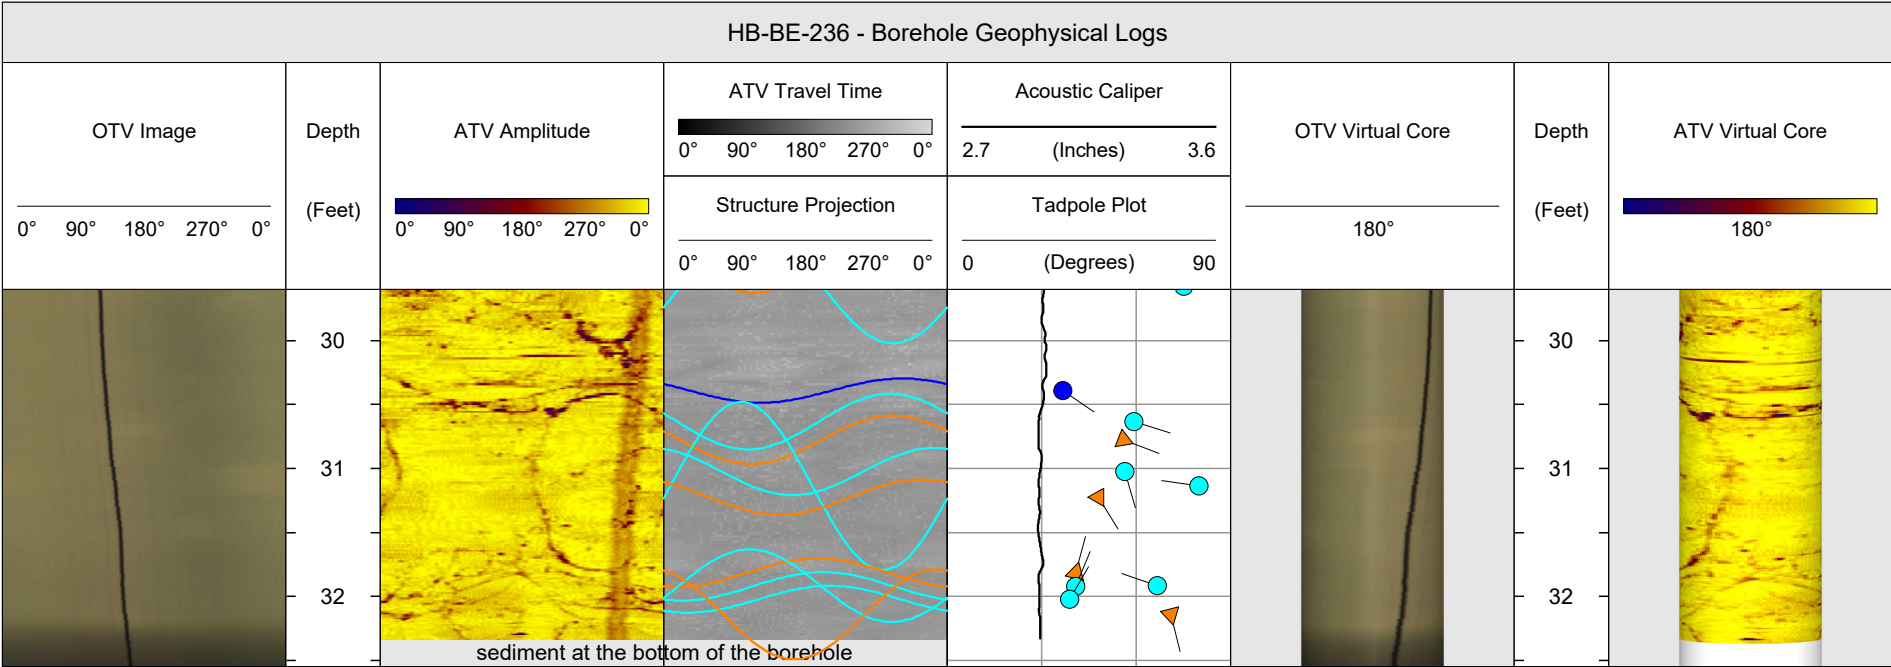 HB-BE-236 - Borehole Geophysical Logs
OTV Image
0° 90° 180° 270° 0°
Depth
(Feet)
ATV Amplitude
0° 90° 180° 270° 0°
ATV Travel Time
0° 90° 180° 270° 0°
Structure Projection
0° 90° 180° 270° 0°
Acoustic Caliper
2.7 (Inches) 3.6
Tadpole Plot
0 (Degrees) 90
OTV Virtual Core
180°
Depth
(Feet)
ATV Virtual Core
180°
30 30
31 31
32 32
sediment at the bottom of the borehole